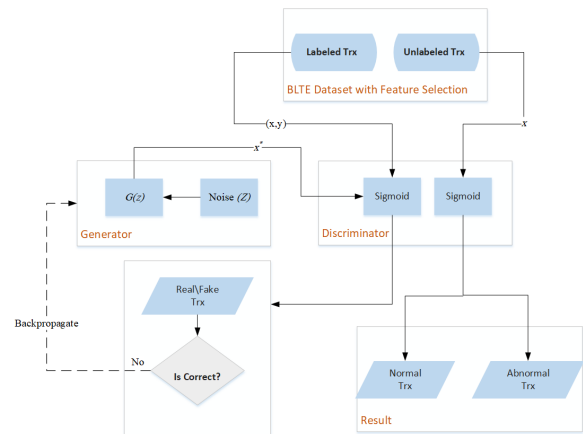 Labeled Trx
Unlabeled Trx
BLTE Dataset with Feature Selection
(x,y)
x
x*
G(z)
Noise (Z)
Generator
Sigmoid
Sigmoid
Discriminator
Real\Fake
Trx
Backpropagate
No
Is Correct?
Normal
Trx
Abnormal
Trx
Result